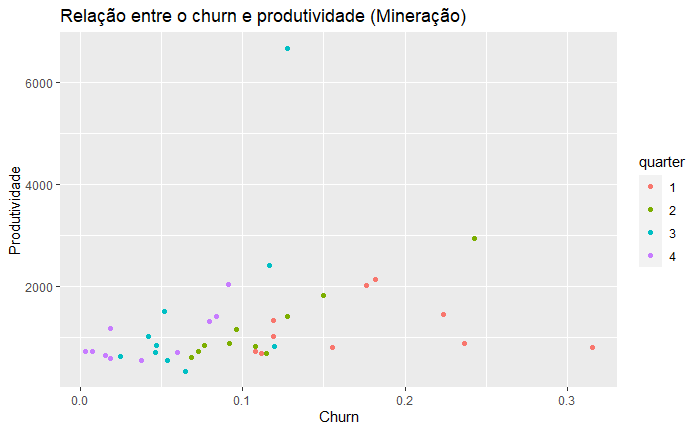 Relação entre o churn e produtividade (Mineração)
Produtividade
6000
4000
2000
0.0
0.1
0.2
0.3
Churn
quarter
1
2
3
4